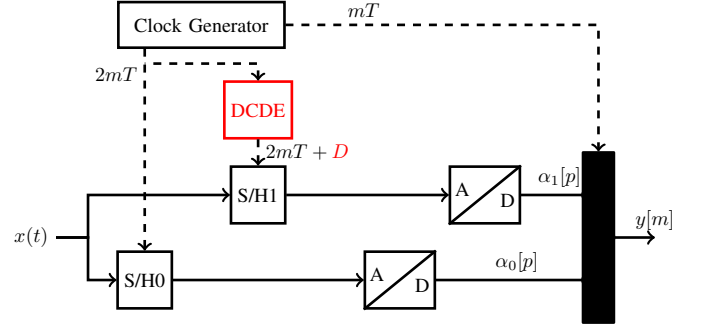 Clock Generator
mT
2mT
DCDE
2mT + D
S/H1
A
D
α₁[p]
x(t)
y[m]
S/H0
A
D
α₀[p]